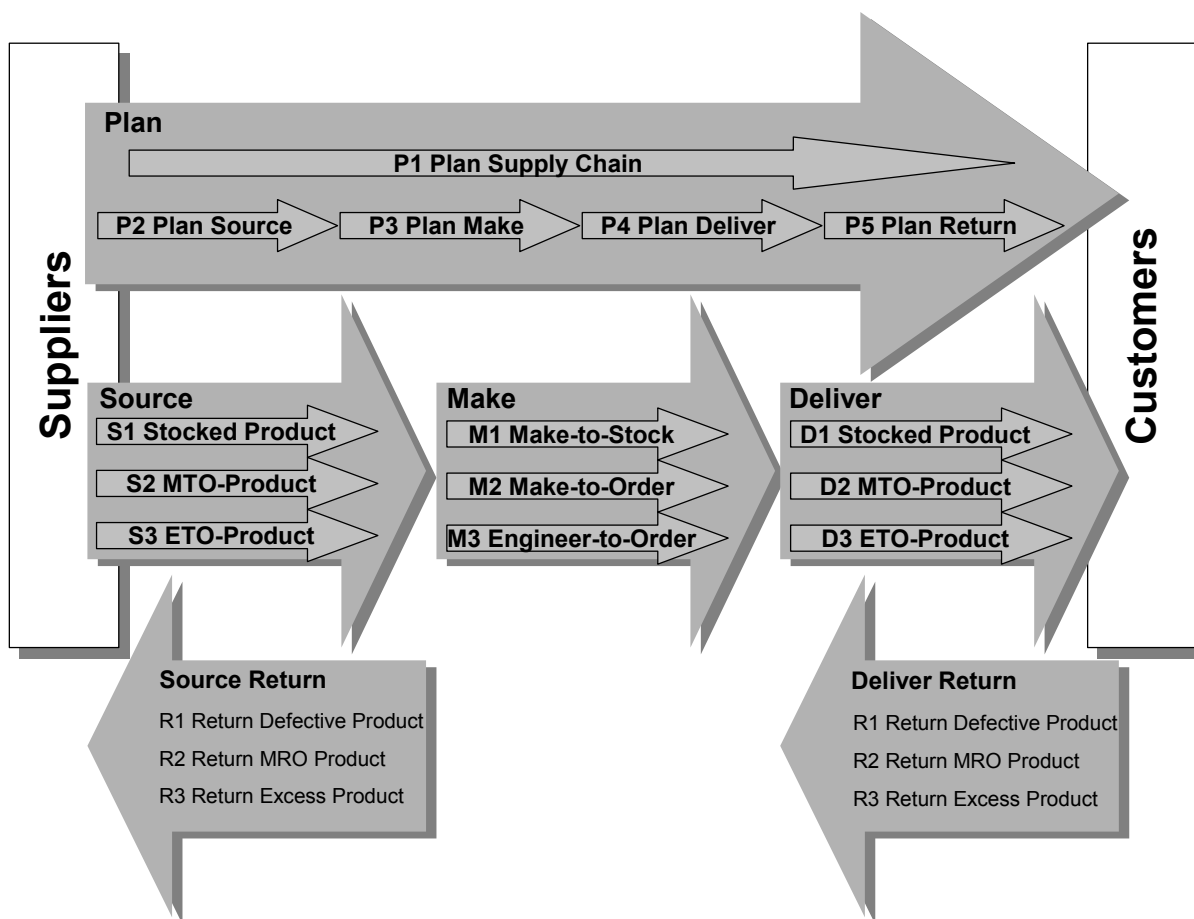 Suppliers
Plan
P1 Plan Supply Chain
P2 Plan Source
P3 Plan Make
P4 Plan Deliver
P5 Plan Return
Customers
Source
S1 Stocked Product
S2 MTO-Product
S3 ETO-Product
Make
M1 Make-to-Stock
M2 Make-to-Order
M3 Engineer-to-Order
Deliver
D1 Stocked Product
D2 MTO-Product
D3 ETO-Product
Source Return
R1 Return Defective Product
R2 Return MRO Product
R3 Return Excess Product
Deliver Return
R1 Return Defective Product
R2 Return MRO Product
R3 Return Excess Product